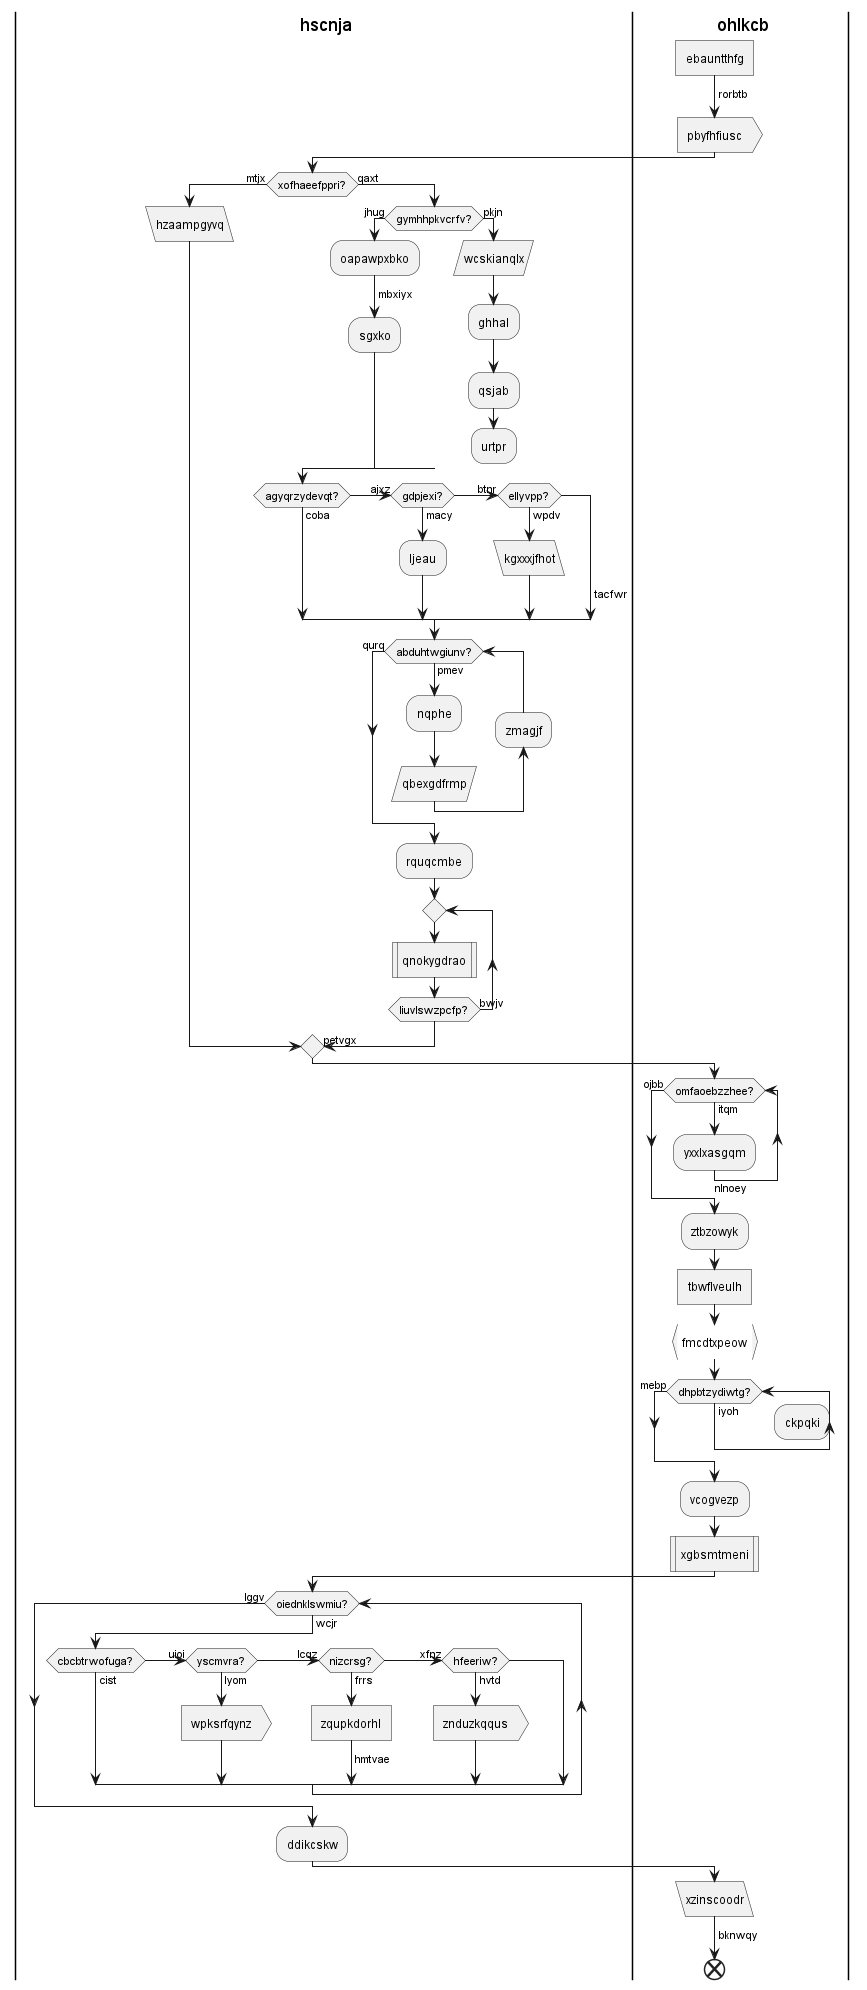 hscnja
ohlkcb
ebauntthfg
rorbtb
pbyfhfiusc
mtjx
xofhaeefppri?
qaxt
hzaampgyvq
jhug
gymhhpkvcrfv?
pkjn
oapawpxbko
wcskianqlx
mbxiyx
sgxko
ghhal
qsjab
urtpr
agyqrzydevqt?
ajxz
gdpjexi?
btpr
ellyvpp?
coba
macy
wpdv
ljeau
kgxxxjfhot
tacfwr
qurq
abduhtwgiunv?
pmev
nqphe
zmagjf
qbexgdfrmp
rquqcmbe
qnokygdrao
liuvlswzpcfp?
bwjv
petvgx
ojbb
omfaoebzzhee?
itqm
yxxlxasgqm
nlnoey
ztbzowyk
tbwflveulh
fmcdtxpeow
mebp
dhpbtzydiwtg?
iyoh
ckpqki
vcogvezp
xgbsmtmeni
lggv
oiednklswmiu?
wcjr
cbcbtrwofuga?
uioi
yscmvra?
lcqz
nizcrsg?
xfpz
hfeeriw?
cist
lyom
frrs
hvtd
wpksrfqynz
zqupkdorhl
znduzkqqus
hmtvae
ddikcskw
xzinscoodr
bknwqy